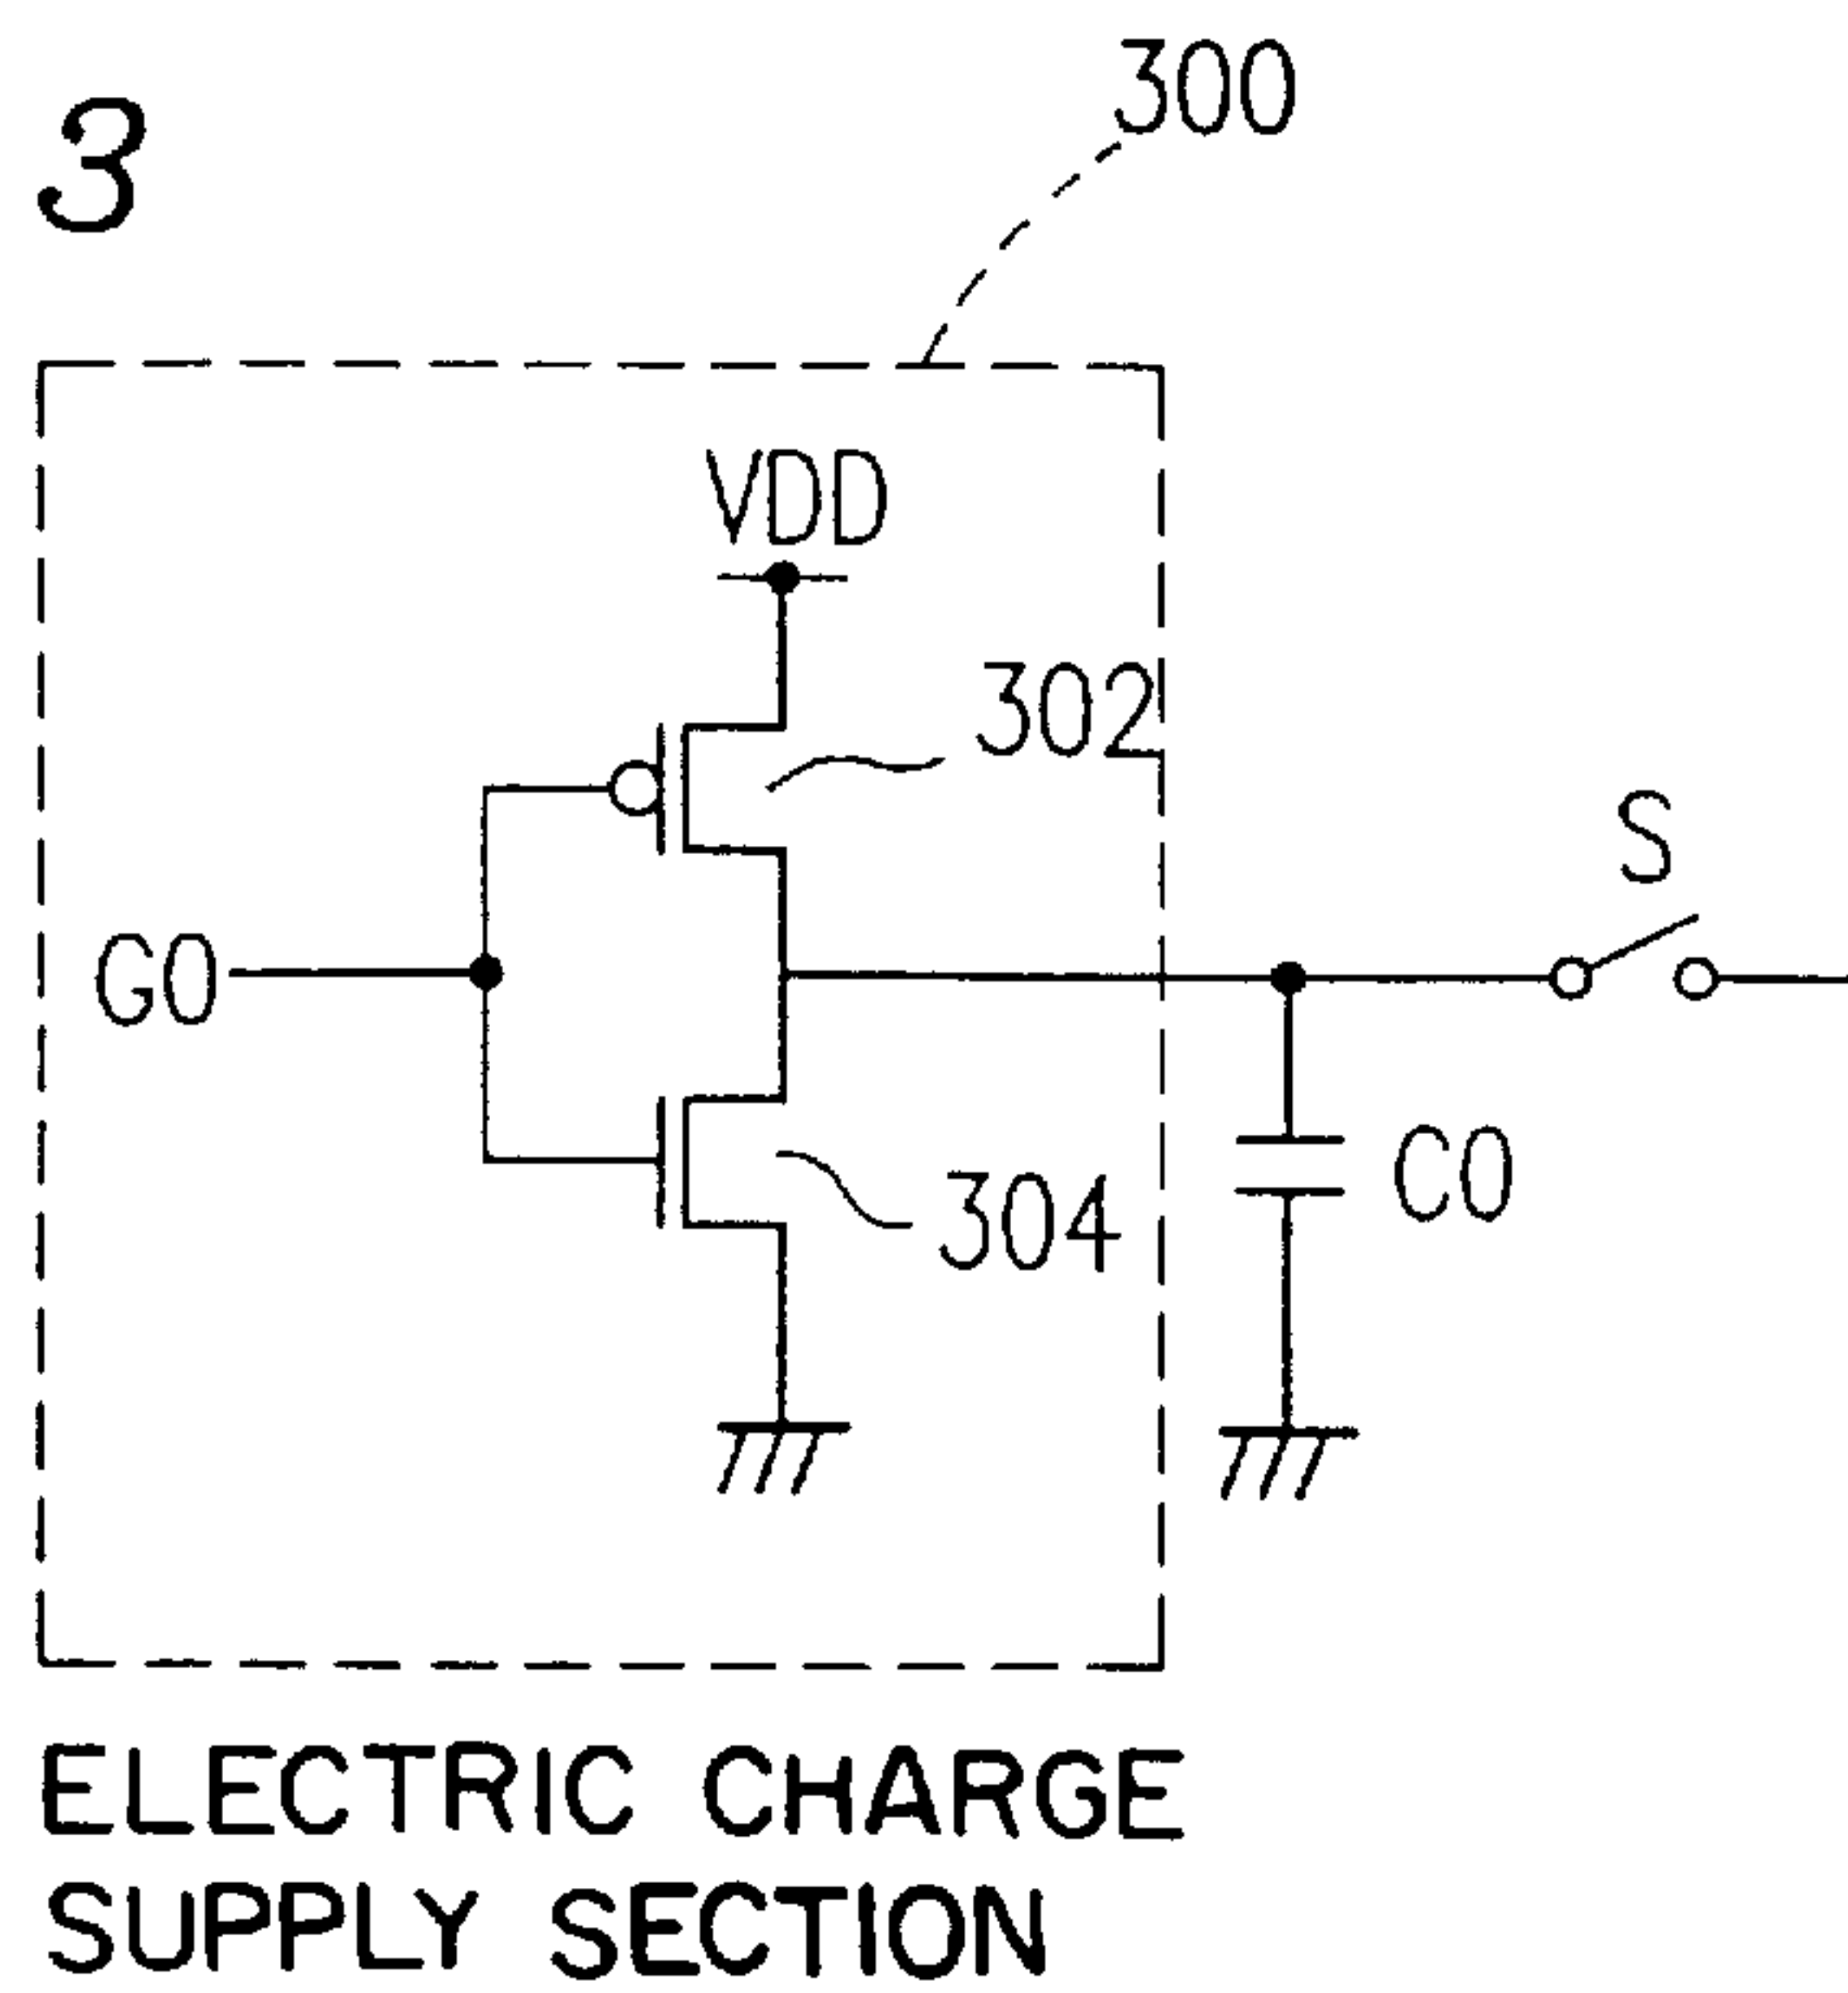 3
300
VDD
302
S
G0
C0
304
ELECTRIC CHARGE
SUPPLY SECTION